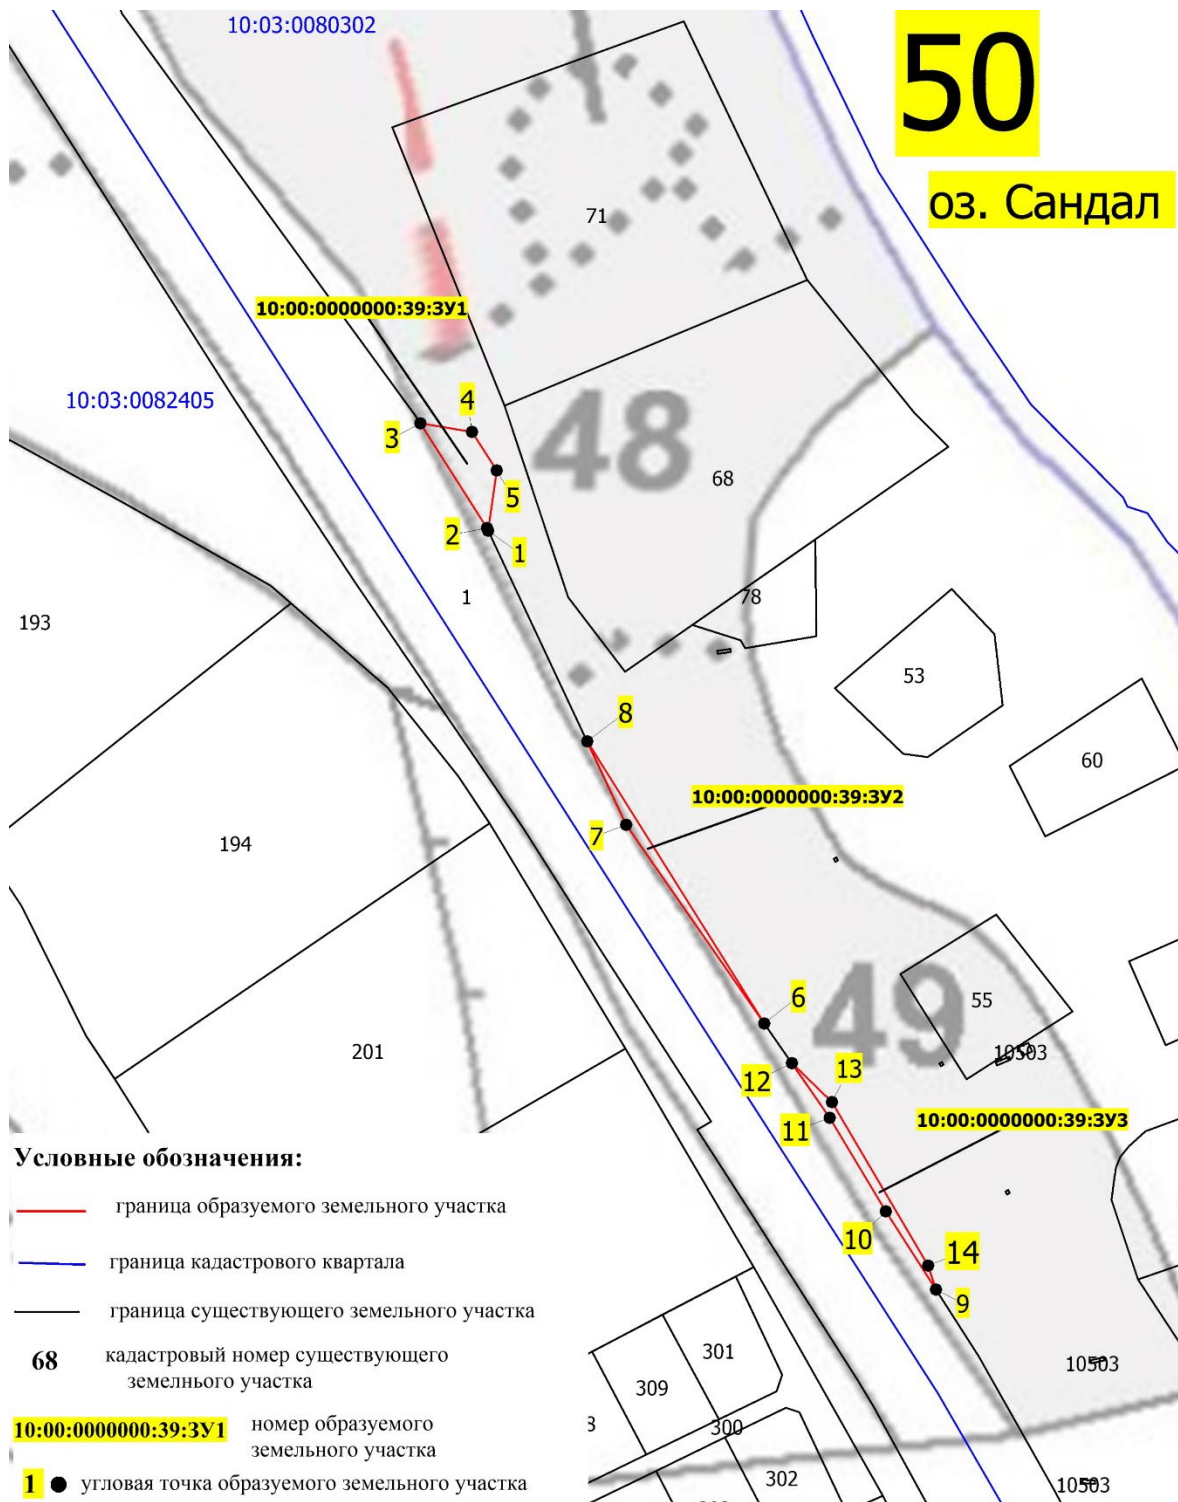 10:03:0080302
50
оз. Сандал
71
10:00:0000000:39:ЗУ1
10:03:0082405
4
3
48
5
68
2
1
1
78
193
53
8
60
10:00:0000000:39:ЗУ2
7
194
6
49
55
201
10503
12
13
11
10:00:0000000:39:ЗУ3
Условные обозначения:
граница образуемого земельного участка
10
14
граница кадастрового квартала
9
граница существующего земельного участка
68 кадастровый номер существующего
земелнього участка
301
10503
309
10:00:0000000:39:ЗУ1 номер образуемого
земельного участка
300
1 угловая точка образуемого земельного участка
302
10503